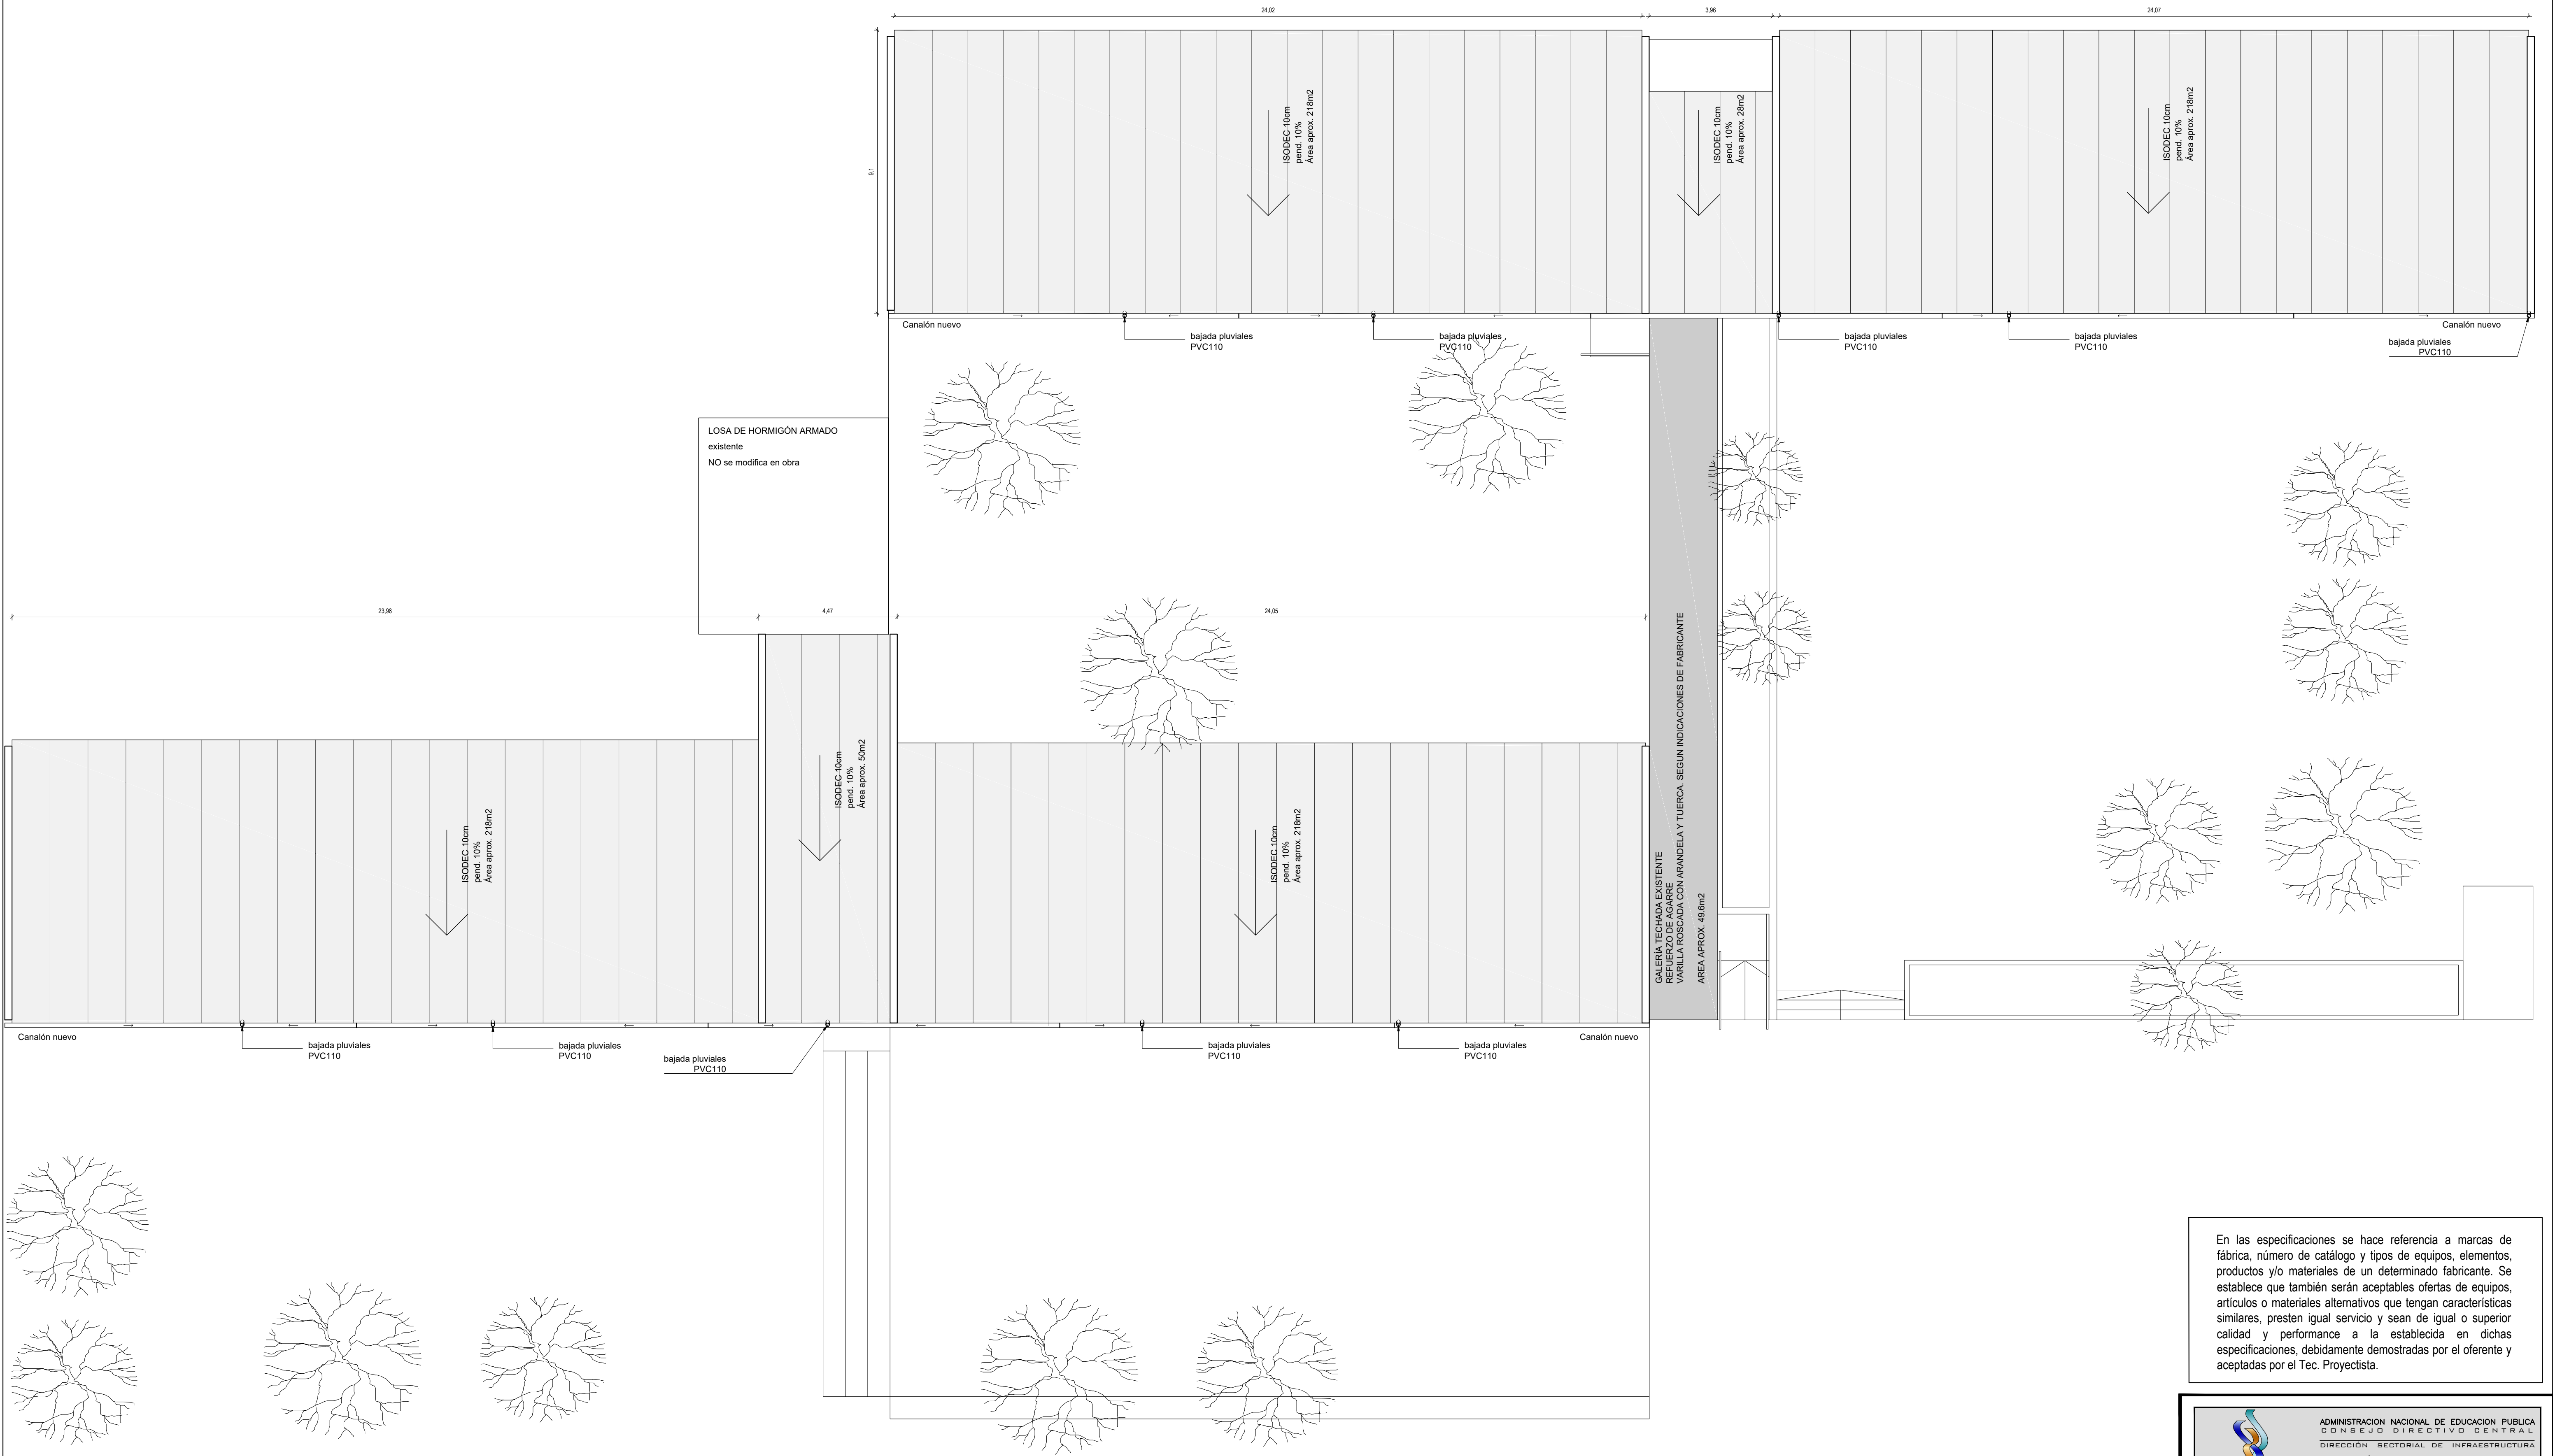 24,02
3,96
24,07
9,1
ISODEC 10cm
pend. 10%
Área aprox. 218m2
ISODEC 10cm
pend. 10%
Área aprox. 28m2
ISODEC 10cm
pend. 10%
Área aprox. 218m2
Canalón nuevo
bajada pluviales
PVC110
bajada pluviales
PVC110
bajada pluviales
PVC110
bajada pluviales
PVC110
Canalón nuevo
bajada pluviales
PVC110
LOSA DE HORMIGÓN ARMADO
existente
NO se modifica en obra
23,98
4,47
24,05
ISODEC 10cm
pend. 10%
Área aprox. 218m2
ISODEC 10cm
pend. 10%
Área aprox. 50m2
ISODEC 10cm
pend. 10%
Área aprox. 218m2
GALERÍA TECHADA EXISTENTE
REFUERZO DE AGARRE
VARILLA ROSCADA CON ARANDELA Y TUERCA. SEGUN INDICACIONES DE FABRICANTE
AREA APROX. 49.6m2
Canalón nuevo
bajada pluviales
PVC110
bajada pluviales
PVC110
bajada pluviales
PVC110
bajada pluviales
PVC110
bajada pluviales
PVC110
Canalón nuevo
En las especificaciones se hace referencia a marcas de
fábrica, número de catálogo y tipos de equipos, elementos,
productos y/o materiales de un determinado fabricante. Se
establece que también serán aceptables ofertas de equipos,
artículos o materiales alternativos que tengan características
similares, presten igual servicio y sean de igual o superior
calidad y performance a la establecida en dichas
especificaciones, debidamente demostradas por el oferente y
aceptadas por el Tec. Proyectista.
ADMINISTRACION NACIONAL DE EDUCACION PUBLICA
CONSEJO DIRECTIVO CENTRAL
DIRECCIÓN SECTORIAL DE INFRAESTRUCTURA